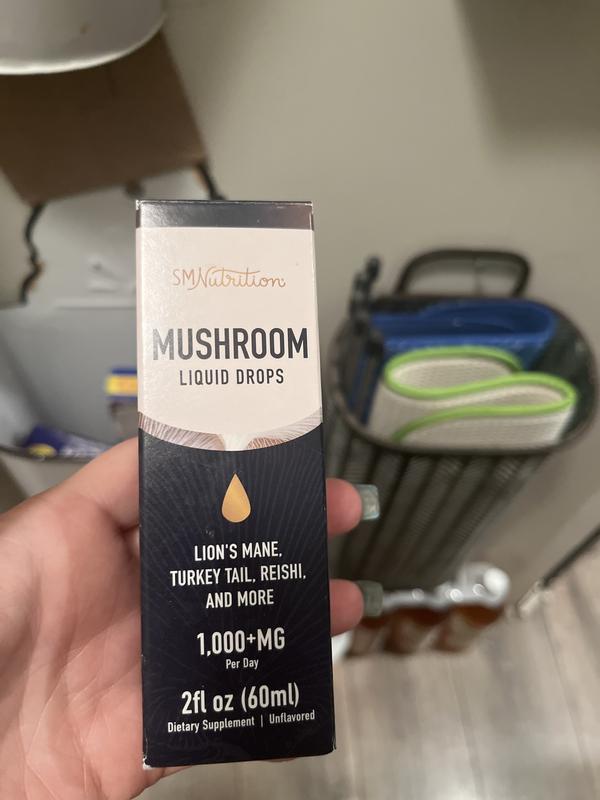 SMNutrition
MUSHROOM
LIQUID DROPS
LION'S MANE,
TURKEY TAIL, REISHI,
AND MORE
1,000+MG
Per Day
2fl oz (60ml)
Dietary Supplement | Unflavored